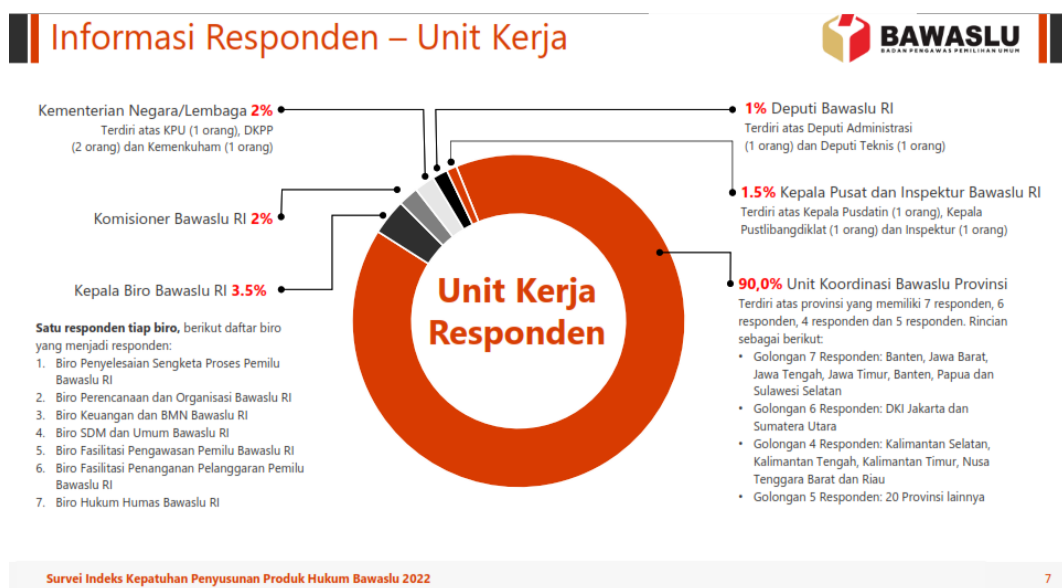 Informasi Responden – Unit Kerja
BAWASLU
BADAN PENGAWAS PEMILIHAN UMUM
Kementerian Negara/Lembaga 2%
Terdiri atas KPU (1 orang), DKPP
(2 orang) dan Kemenkuham (1 orang)
Komisioner Bawaslu RI 2%
Kepala Biro Bawaslu RI 3.5%
Satu responden tiap biro, berikut daftar biro
yang menjadi responden:
1. Biro Penyelesaian Sengketa Proses Pemilu
Bawaslu RI
2. Biro Perencanaan dan Organisasi Bawaslu RI
3. Biro Keuangan dan BMN Bawaslu RI
4. Biro SDM dan Umum Bawaslu RI
5. Biro Fasilitasi Pengawasan Pemilu Bawaslu RI
6. Biro Fasilitasi Penanganan Pelanggaran Pemilu
Bawaslu RI
7. Biro Hukum Humas Bawaslu RI
Unit Kerja
Responden
1% Deputi Bawaslu RI
Terdiri atas Deputi Administrasi
(1 orang) dan Deputi Teknis (1 orang)
1.5% Kepala Pusat dan Inspektur Bawaslu RI
Terdiri atas Kepala Pusdatin (1 orang), Kepala
Pustlibangdiklat (1 orang) dan Inspektur (1 orang)
90,0% Unit Koordinasi Bawaslu Provinsi
Terdiri atas provinsi yang memiliki 7 responden, 6
responden, 4 responden dan 5 responden. Rincian
sebagai berikut:
• Golongan 7 Responden: Banten, Jawa Barat,
Jawa Tengah, Jawa Timur, Banten, Papua dan
Sulawesi Selatan
• Golongan 6 Responden: DKI Jakarta dan
Sumatera Utara
• Golongan 4 Responden: Kalimantan Selatan,
Kalimantan Tengah, Kalimantan Timur, Nusa
Tenggara Barat dan Riau
• Golongan 5 Responden: 20 Provinsi lainnya
Survei Indeks Kepatuhan Penyusunan Produk Hukum Bawaslu 2022
7